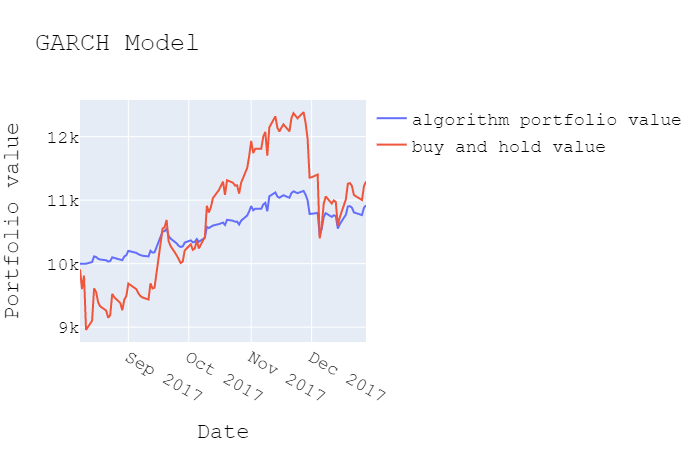 GARCH Model
Portfolio value
12k
11k
10k
9k
Sep 2017
Oct 2017
Nov 2017
Dec 2017
Date
algorithm portfolio value
buy and hold value